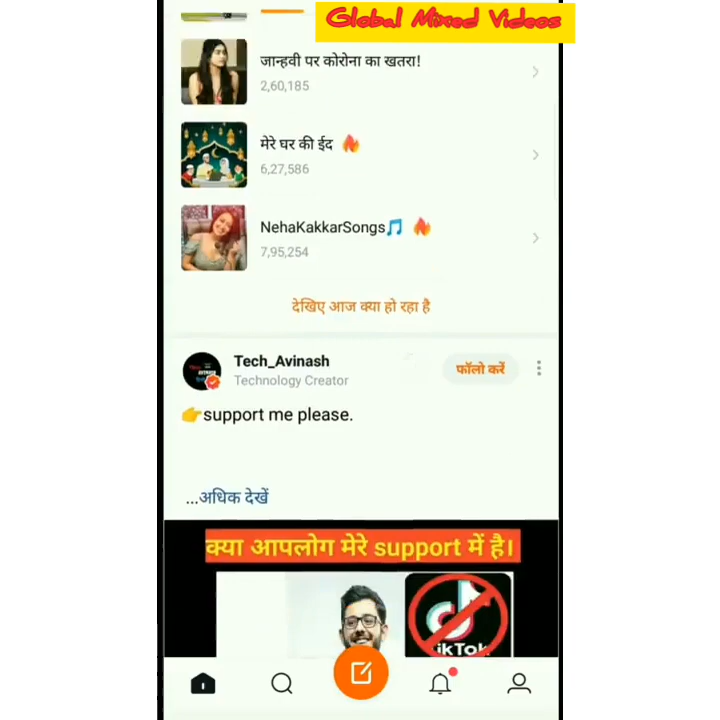 Global Mixed Videos
जान्हवी पर कोरोना का खतरा!
2,60,185
मेरे घर की ईद 🔥
6,27,586
NehaKakkarSongs🎵 🔥
7,95,254
देखिए आज क्या हो रहा है
Tech_Avinash
Technology Creator
फॉलो करें
👉support me please.
...अधिक देखें
क्या आपलोग मेरे support में है।
ikTok